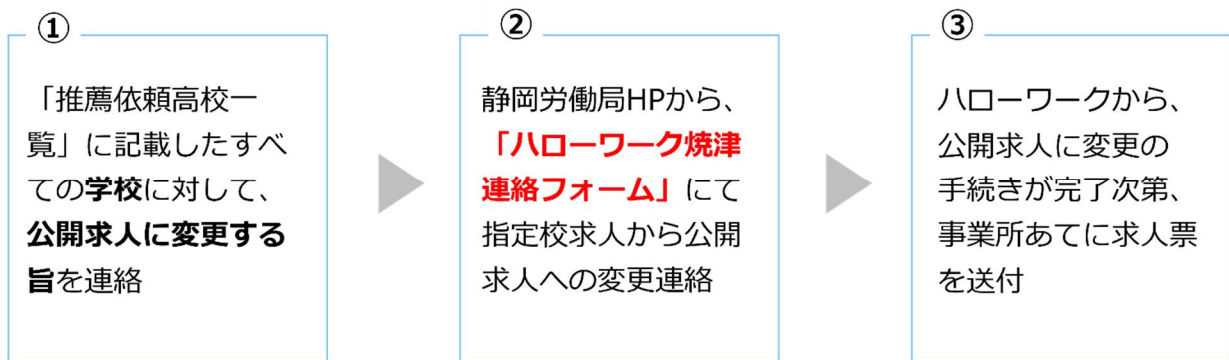 ①
「推薦依頼高校一
覧」に記載したすべ
ての学校に対して、
公開求人に変更する
旨を連絡
②
静岡労働局HPから、
「ハローワーク焼津
連絡フォーム」にて
指定校求人から公開
求人への変更連絡
③
ハローワークから、
公開求人に変更の
手続きが完了次第、
事業所あてに求人票
を送付